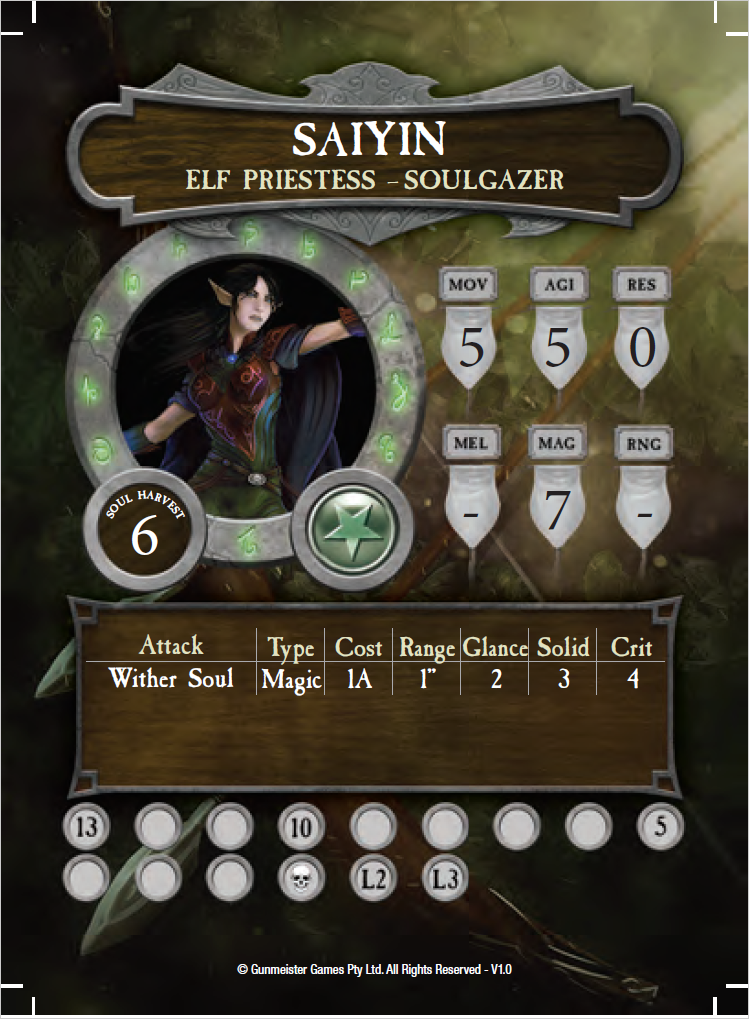 SAIYIN
ELF PRIESTESS – SOULGAZER
MOV AGI RES
5 5 0
MEL MAG RNG
- 7 -
SOUL HARVEST
6
Attack Type Cost Range Glance Solid Crit
Wither Soul Magic 1A 1” 2 3 4
13 10 5
L2 L3
© Gunmeister Games Pty Ltd. All Rights Reserved - V1.0